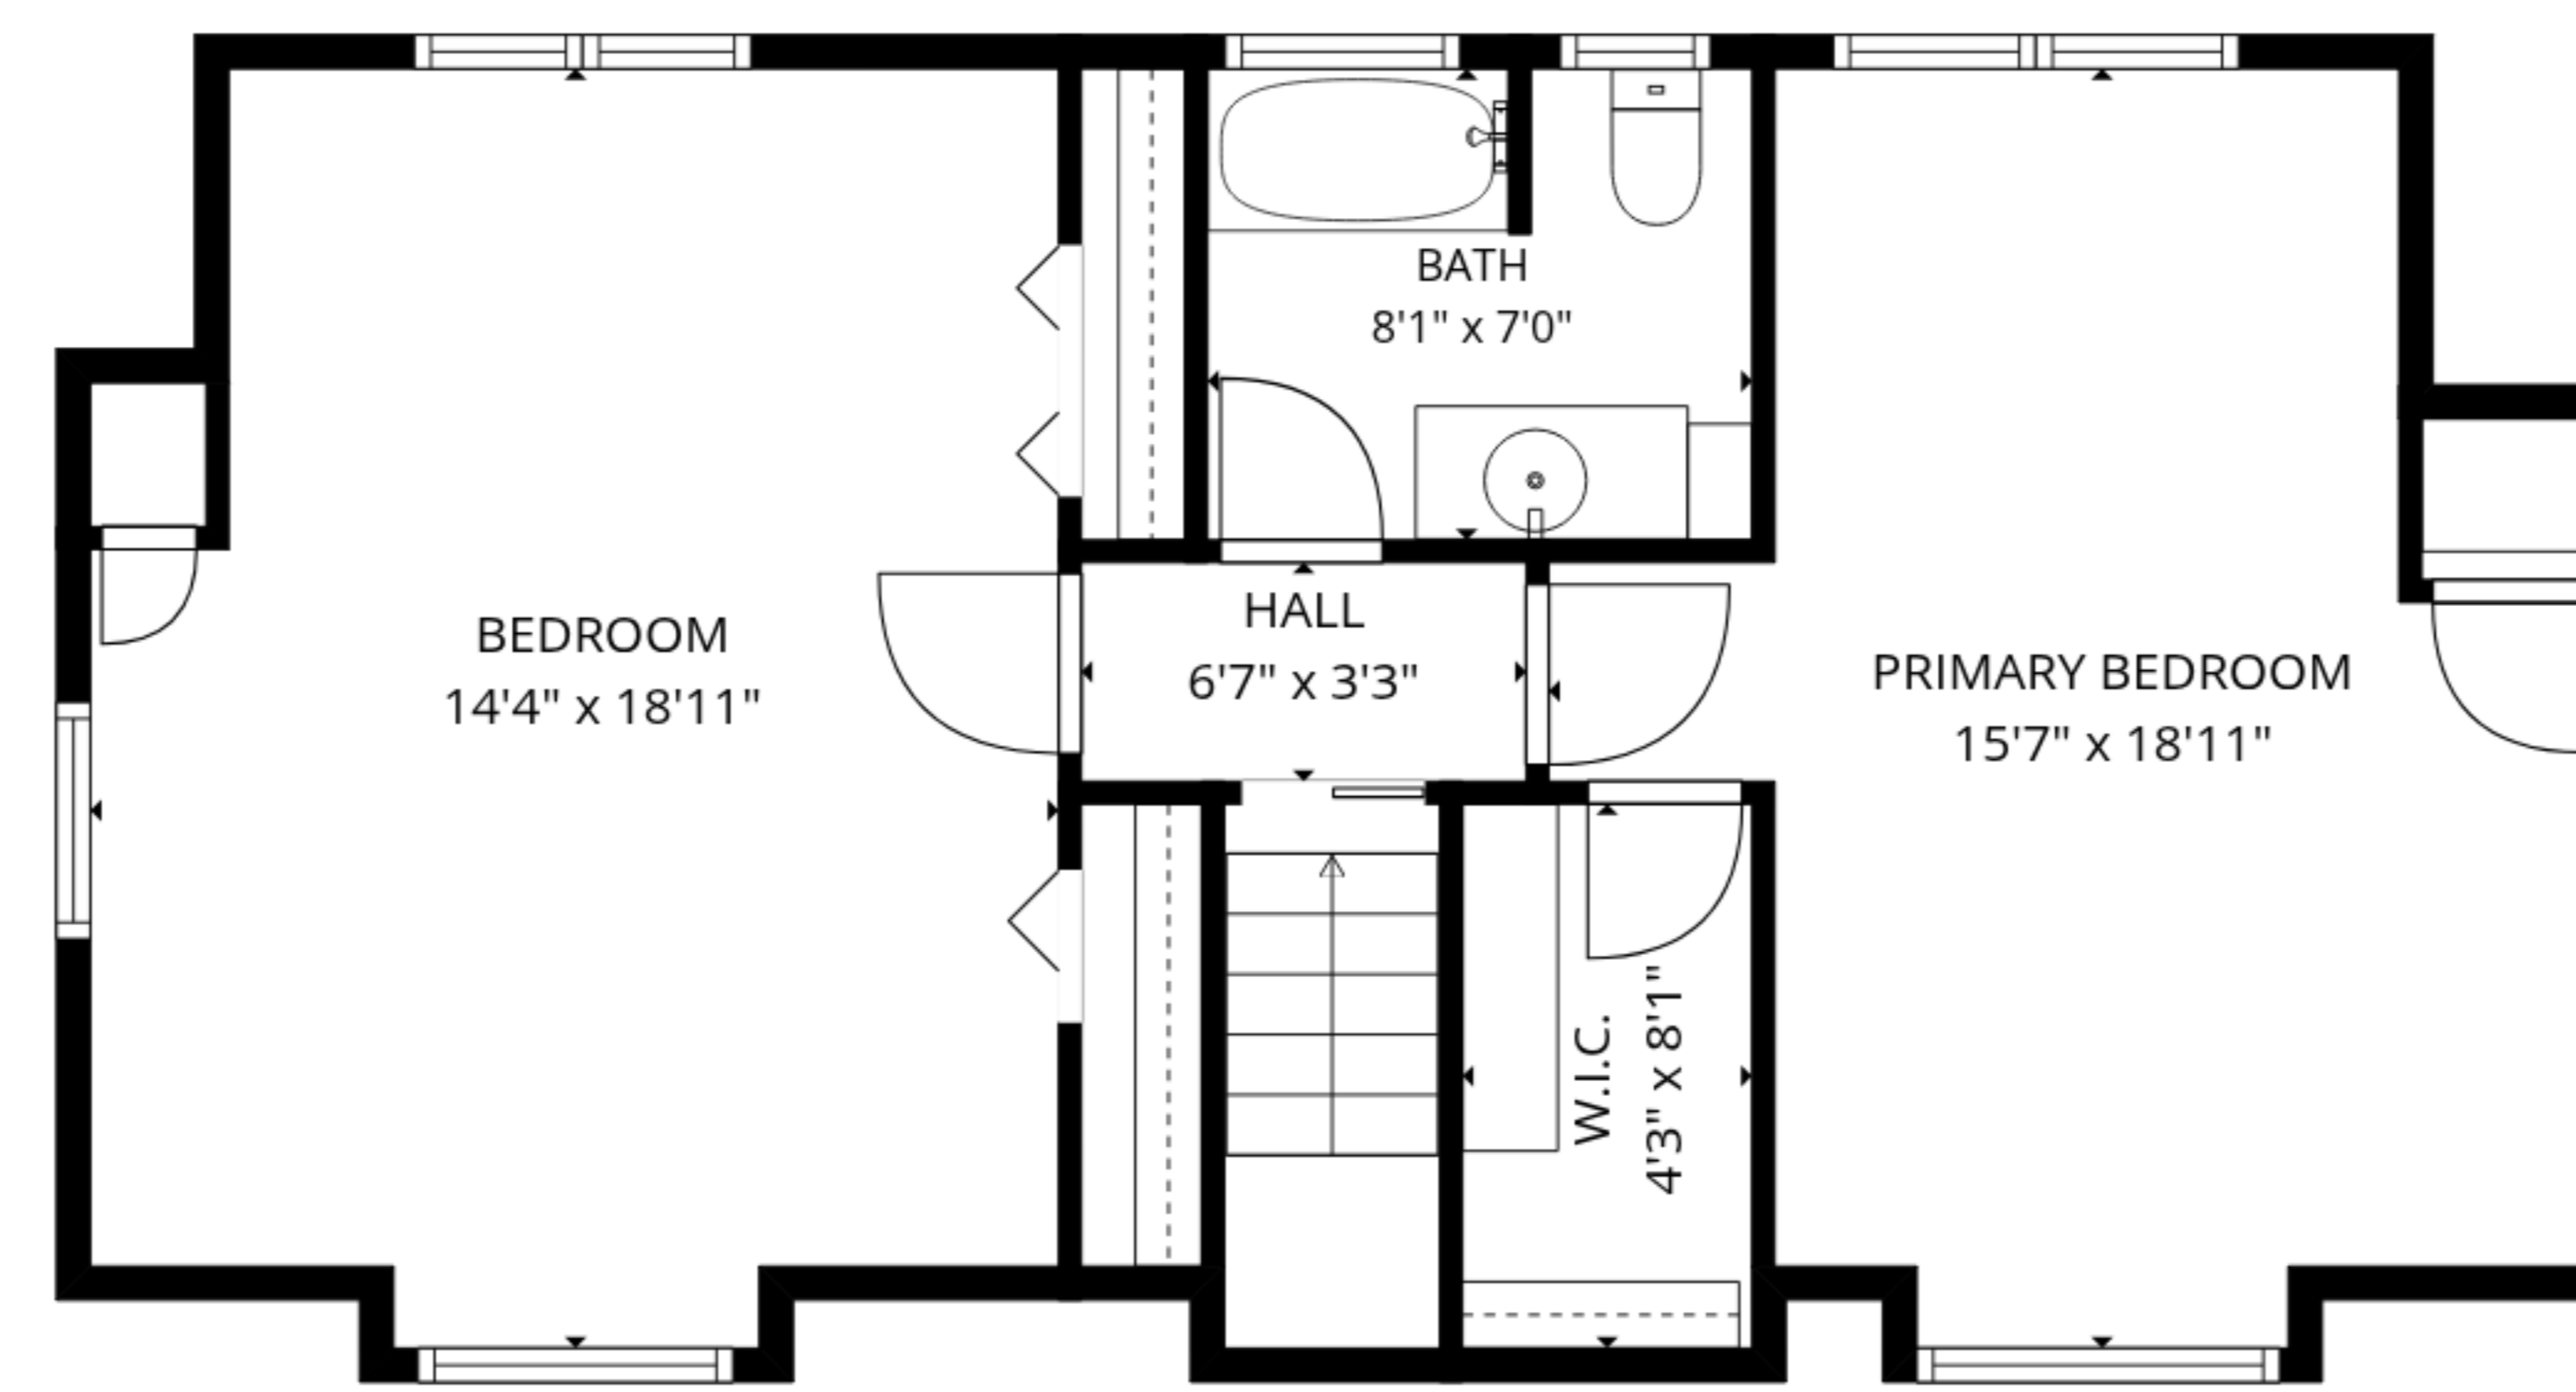 BEDROOM
14'4" x 18'11"
BATH
8'1" x 7'0"
HALL
6'7" x 3'3"
W.I.C.
4'3" x 8'1"
PRIMARY BEDROOM
15'7" x 18'11"